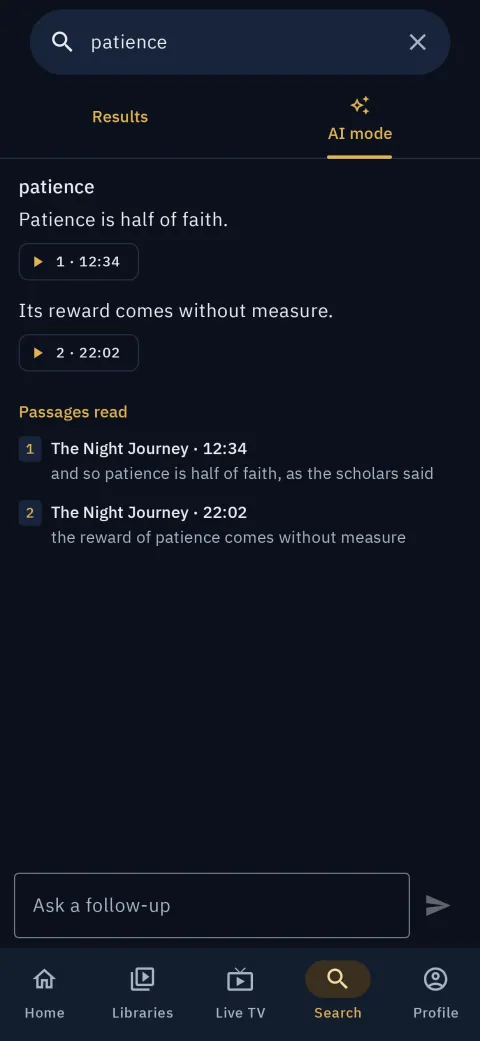 patience
Results
AI mode
patience
Patience is half of faith.
1 · 12:34
Its reward comes without measure.
2 · 22:02
Passages read
1 The Night Journey · 12:34
and so patience is half of faith, as the scholars said
2 The Night Journey · 22:02
the reward of patience comes without measure
Ask a follow-up
Home Libraries Live TV Search Profile